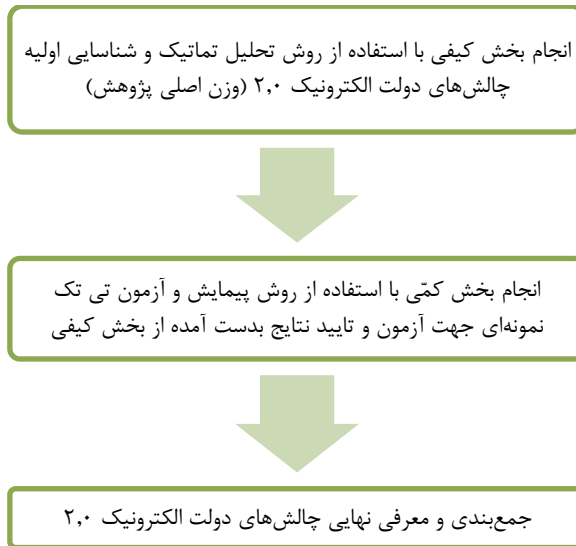 انجام بخش کیفی با استفاده از روش تحلیل تماتیک و شناسایی اولیه
چالش‌های دولت الکترونیک ۲,۰ (وزن اصلی پژوهش)
انجام بخش کمّی با استفاده از روش پیمایش و آزمون تی تک
نمونه‌ای جهت آزمون و تایید نتایج بدست آمده از بخش کیفی
جمع‌بندی و معرفی نهایی چالش‌های دولت الکترونیک ۲,۰